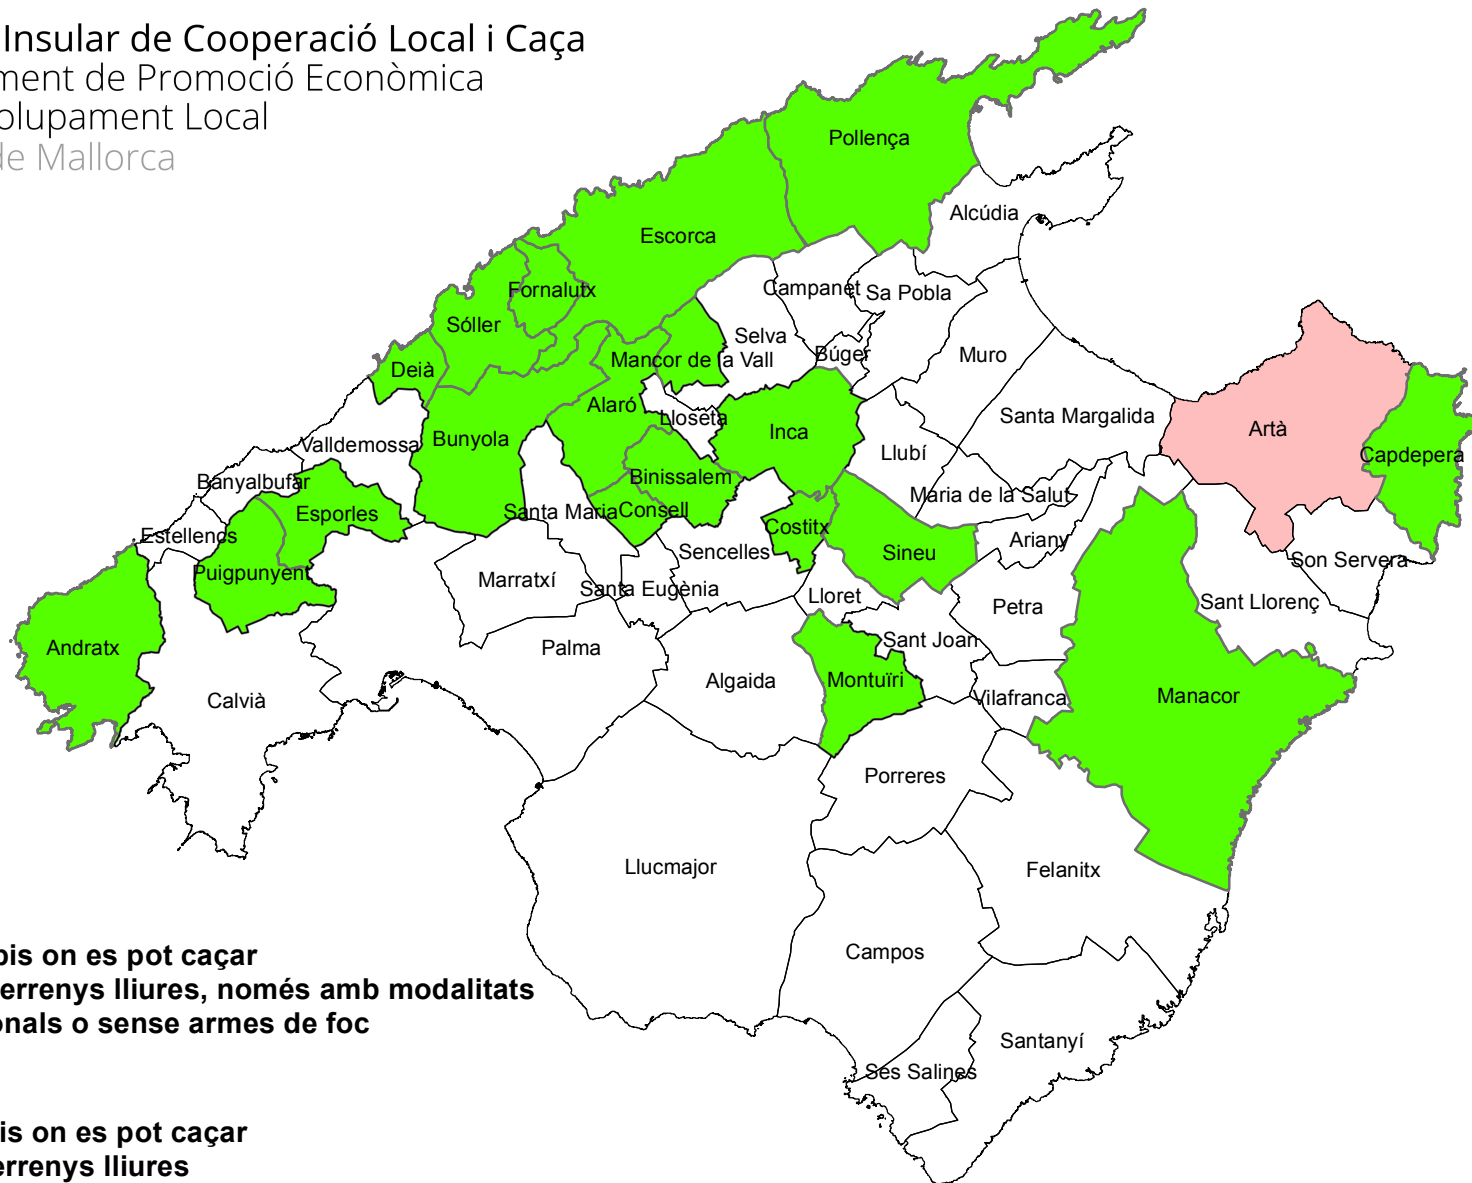 Insular de Cooperació Local i Caça
ment de Promoció Econòmica
olupament Local
de Mallorca
Pollença
Alcúdia
Escorca
Campanet
Sa Pobla
Fornalutx
Sóller
Selva
Búger
Muro
Mancor de la Vall
Deià
Alaró
Lloseta
Santa Margalida
Artà
Inca
Bunyola
Valldemossa
Llubí
Capdepera
Binissalem
Banyalbufar
Maria de la Salut
Esporles
Santa Maria
Consell
Costitx
Estellencs
Ariany
Sencelles
Sineu
Son Servera
Puigpunyent
Marratxí
Santa Eugènia
Lloret
Sant Llorenç
Petra
Andratx
Palma
Sant Joan
Algaida
Montuïri
Calvià
Vilafranca
Manacor
Porreres
Llucmajor
Felanitx
Campos
pis on es pot caçar
errenys lliures, només amb modalitats
onals o sense armes de foc
Santanyí
Ses Salines
is on es pot caçar
errenys lliures